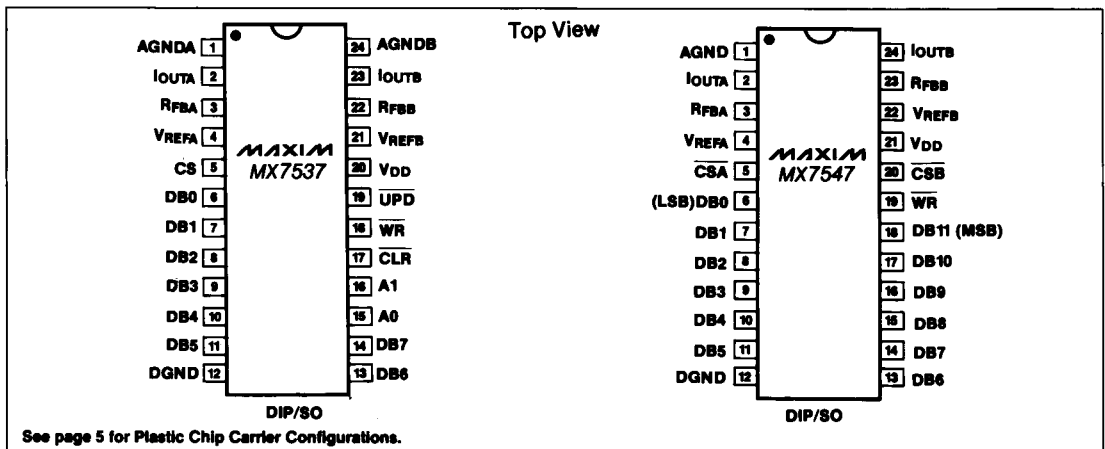 Top View
AGNDA 1
IOUTA 2
RFBA 3
VREFA 4
CS 5
DB0 6
DB1 7
DB2 8
DB3 9
DB4 10
DB5 11
DGND 12
MAXIM
MX7537
24 AGNDB
23 IOUTB
22 RFBB
21 VREFB
20 VDD
19 UPD
18 WR
17 CLR
16 A1
15 A0
14 DB7
13 DB6
DIP/SO
AGND 1
IOUTA 2
RFBA 3
VREFA 4
CSA 5
(LSB)DB0 6
DB1 7
DB2 8
DB3 9
DB4 10
DB5 11
DGND 12
MAXIM
MX7547
24 IOUTB
23 RFBB
22 VREFB
21 VDD
20 CSB
19 WR
18 DB11 (MSB)
17 DB10
16 DB9
15 DB8
14 DB7
13 DB6
DIP/SO
See page 5 for Plastic Chip Carrier Configurations.